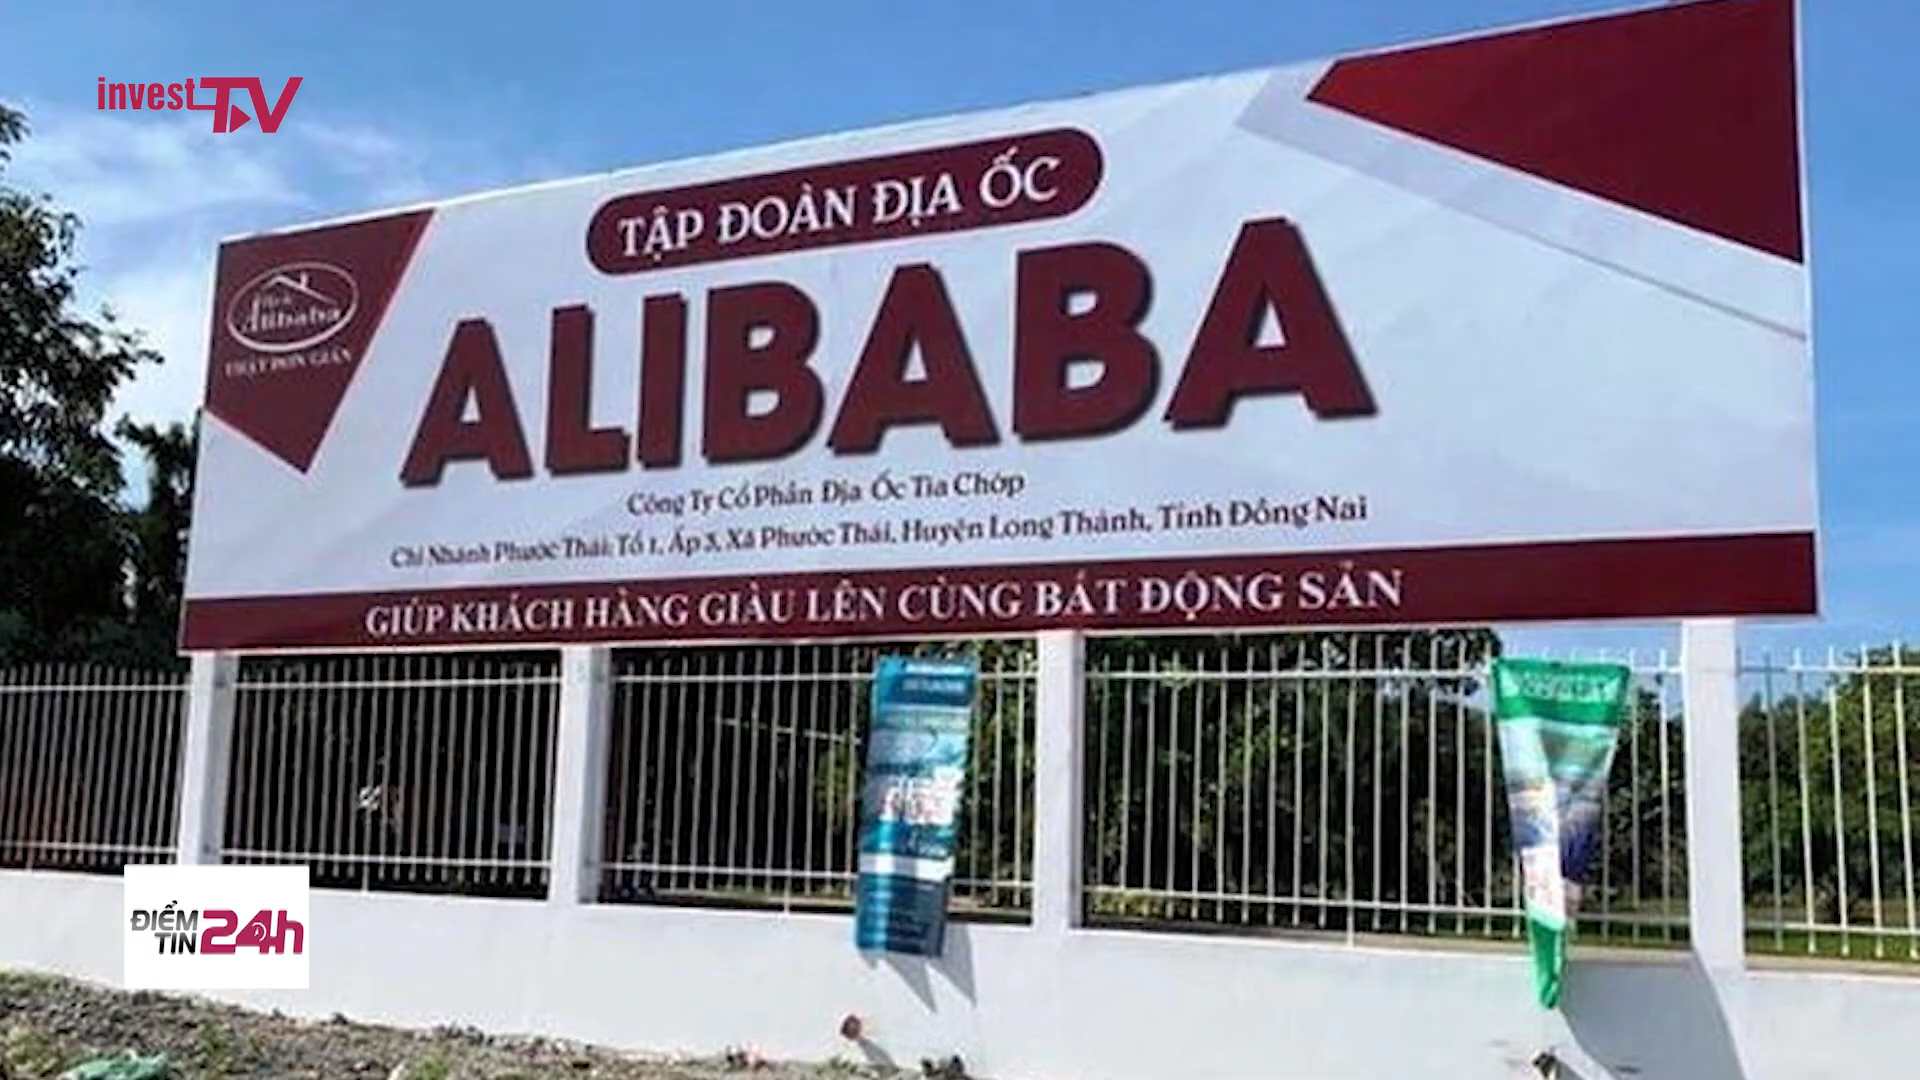 invest TV
TẬP ĐOÀN ĐỊA ỐC
ALIBABA
Alibaba
THẬT ĐƠN GIẢN
Công Ty Cổ Phần Địa Ốc Tia Chớp
Chi Nhánh Phước Thái: Tổ 1, Ấp 3, Xã Phước Thái, Huyện Long Thành, Tỉnh Đồng Nai
GIÚP KHÁCH HÀNG GIÀU LÊN CÙNG BẤT ĐỘNG SẢN
ĐIỂM
TIN 24h